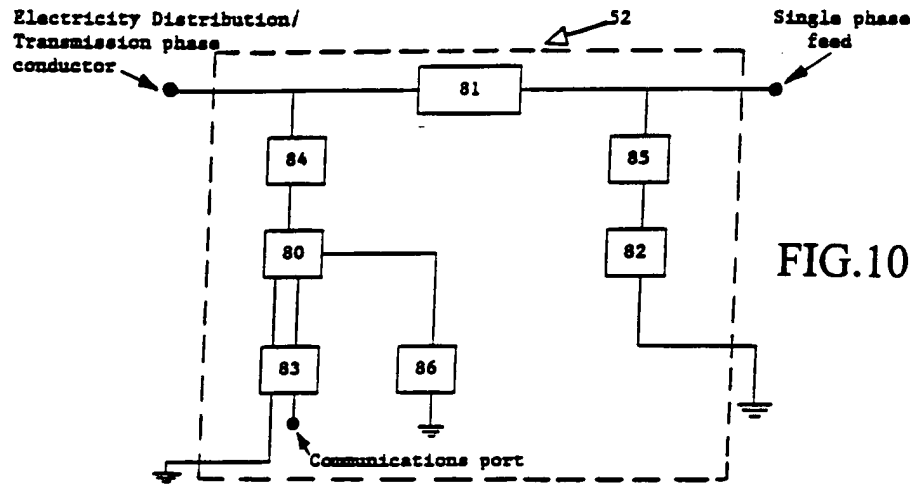 Electricity Distribution/
Transmission phase
conductor
52
Single phase
feed
81
84
85
80
82
FIG.10
83
86
Communications port